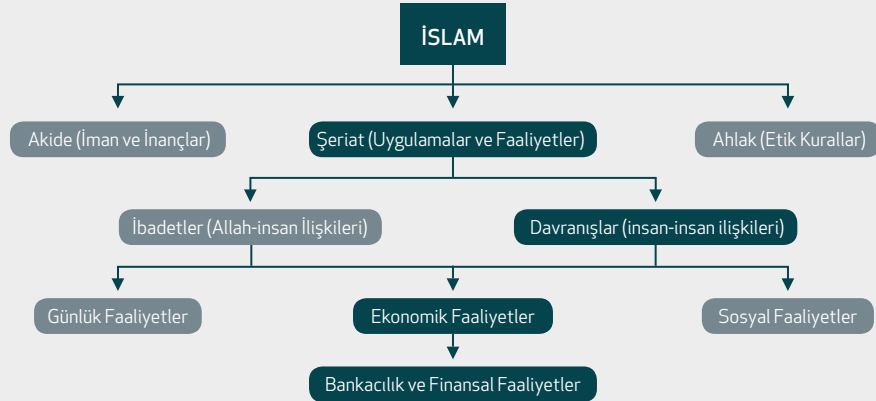 İSLAM
Akide (İman ve İnançlar)
Şeriat (Uygulamalar ve Faaliyetler)
Ahlak (Etik Kurallar)
İbadetler (Allah-insan İlişkileri)
Davranışlar (insan-insan ilişkileri)
Günlük Faaliyetler
Ekonomik Faaliyetler
Sosyal Faaliyetler
Bankacılık ve Finansal Faaliyetler